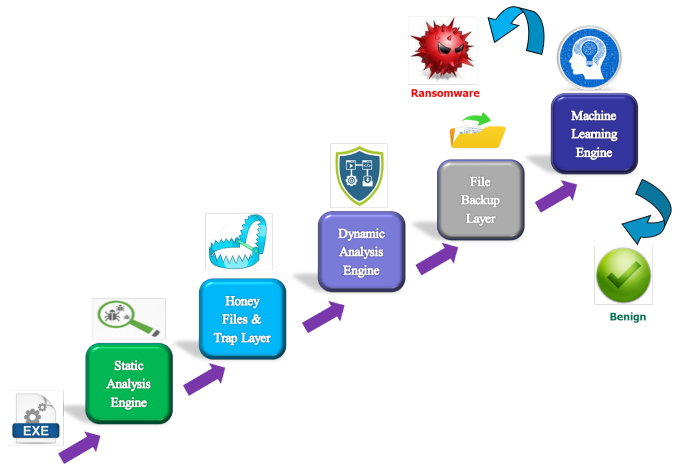 Ransomware
Machine
Learning
Engine
File
Backup
Layer
Dynamic
Analysis
Engine
Benign
Honey
Files &
Trap Layer
Static
Analysis
Engine
EXE